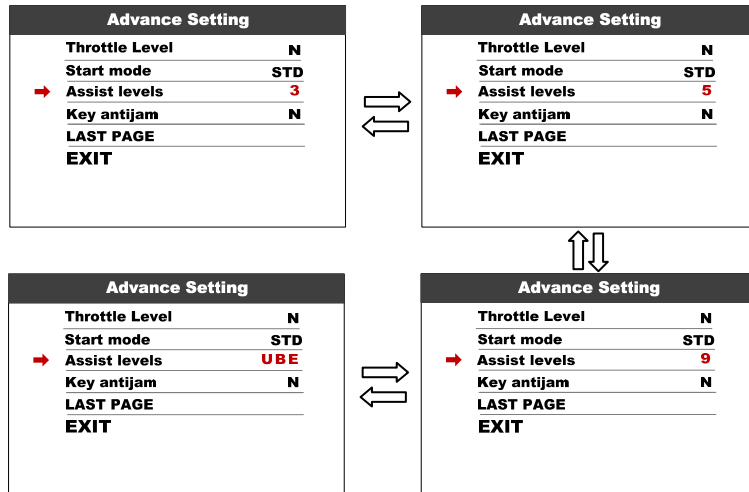 Advance Setting
Throttle Level N
Start mode STD
Assist levels 3
Key antijam N
LAST PAGE
EXIT
Advance Setting
Throttle Level N
Start mode STD
Assist levels 5
Key antijam N
LAST PAGE
EXIT
Advance Setting
Throttle Level N
Start mode STD
Assist levels UBE
Key antijam N
LAST PAGE
EXIT
Advance Setting
Throttle Level N
Start mode STD
Assist levels 9
Key antijam N
LAST PAGE
EXIT